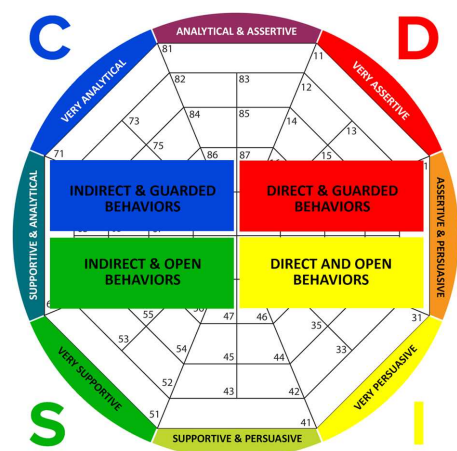 C
ANALYTICAL & ASSERTIVE
D
81
11
VERY ANALYTICAL
VERY ASSERTIVE
82
83
12
84
85
14
13
73
75
15
71
86
87
SUPPORTIVE & ANALYTICAL
INDIRECT & GUARDED
BEHAVIORS
DIRECT & GUARDED
BEHAVIORS
ASSERTIVE & PERSUASIVE
INDIRECT & OPEN
BEHAVIORS
DIRECT AND OPEN
BEHAVIORS
55
47
46
35
31
53
54
45
44
33
52
43
42
51
41
VERY SUPPORTIVE
VERY PERSUASIVE
S
SUPPORTIVE & PERSUASIVE
I